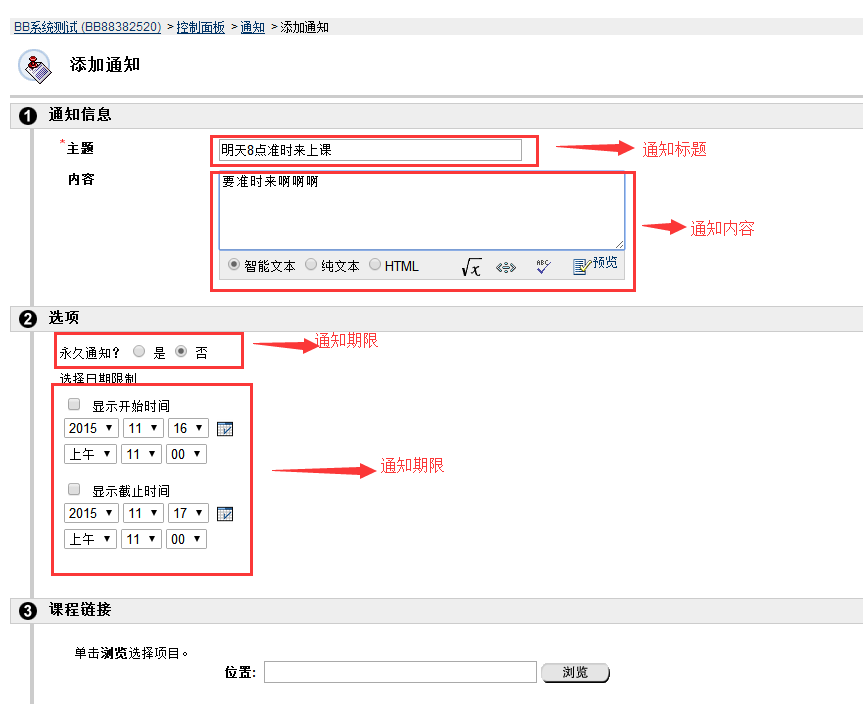 BB系统测试 (BB88382520) > 控制面板 > 通知 > 添加通知
添加通知
1 通知信息
*主题
明天8点准时来上课
通知标题
内容
要准时来啊啊啊
通知内容
智能文本 纯文本 HTML √x ABC 预览
2 选项
通知期限
永久通知? 是 否
选择日期限制
显示开始时间
2015 11 16
上午 11 00
通知期限
显示截止时间
2015 11 17
上午 11 00
3 课程链接
单击浏览选择项目。
位置: 浏览